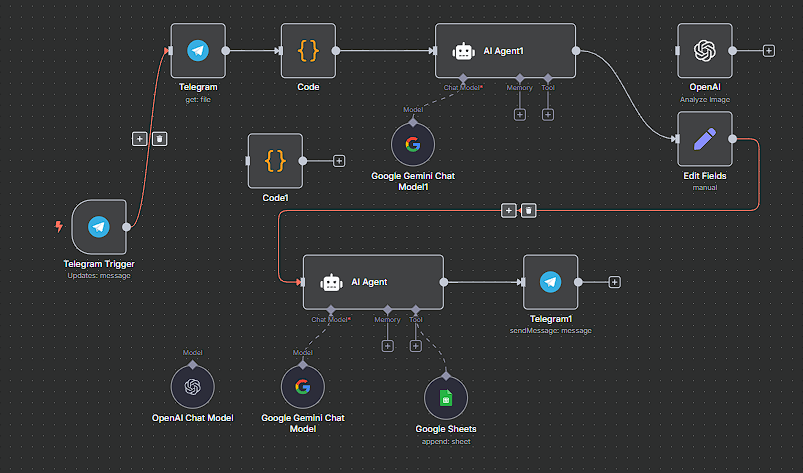 Telegram
get: file
Code
AI Agent1
Chat Model*
Memory
Tool
OpenAI
Analyze image
Model
Google Gemini Chat
Model1
Edit Fields
manual
Code1
Telegram Trigger
Updates: message
AI Agent
Chat Model*
Memory
Tool
Telegram1
sendMessage: message
Model
OpenAI Chat Model
Model
Google Gemini Chat
Model
Google Sheets
append: sheet